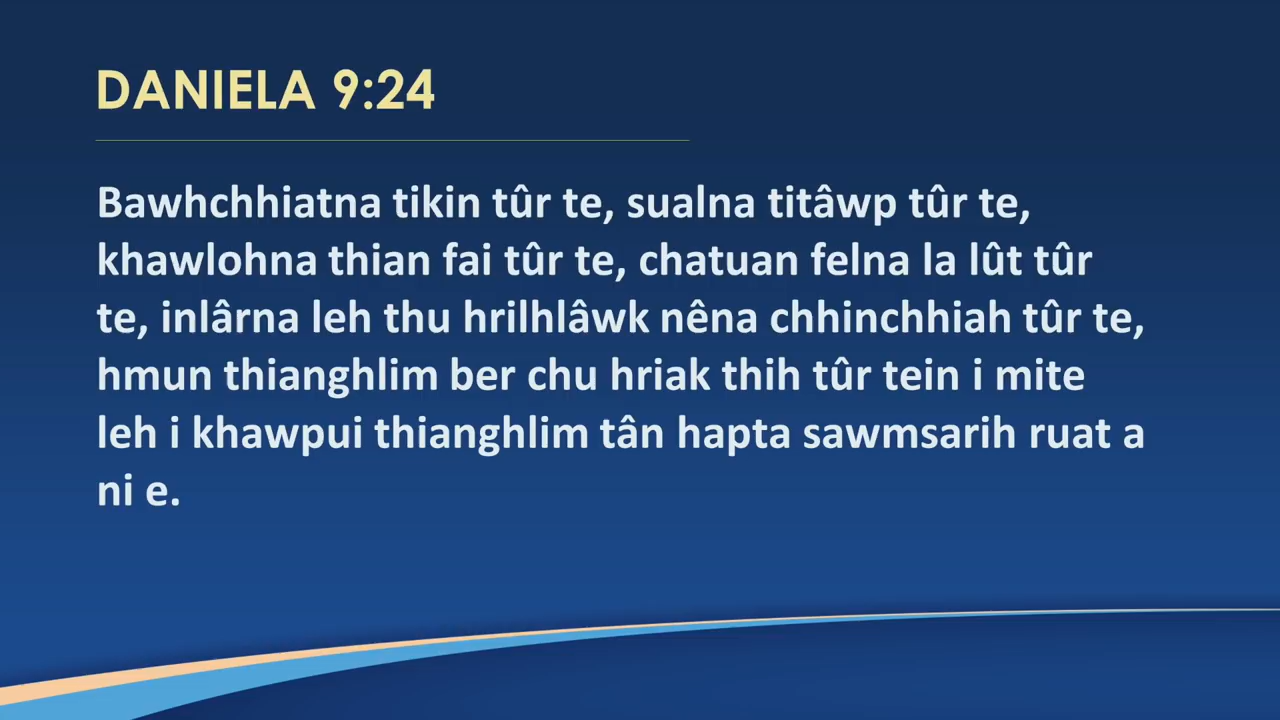 DANIELA 9:24
Bawhchhiatna tikin tûr te, sualna titâwp tûr te,
khawlohna thian fai tûr te, chatuan felna la lût tûr
te, inlârna leh thu hrilhlâwk nêna chhinchhiah tûr te,
hmun thianghlim ber chu hriak thih tûr tein i mite
leh i khawpui thianghlim tân hapta sawmsarih ruat a
ni e.